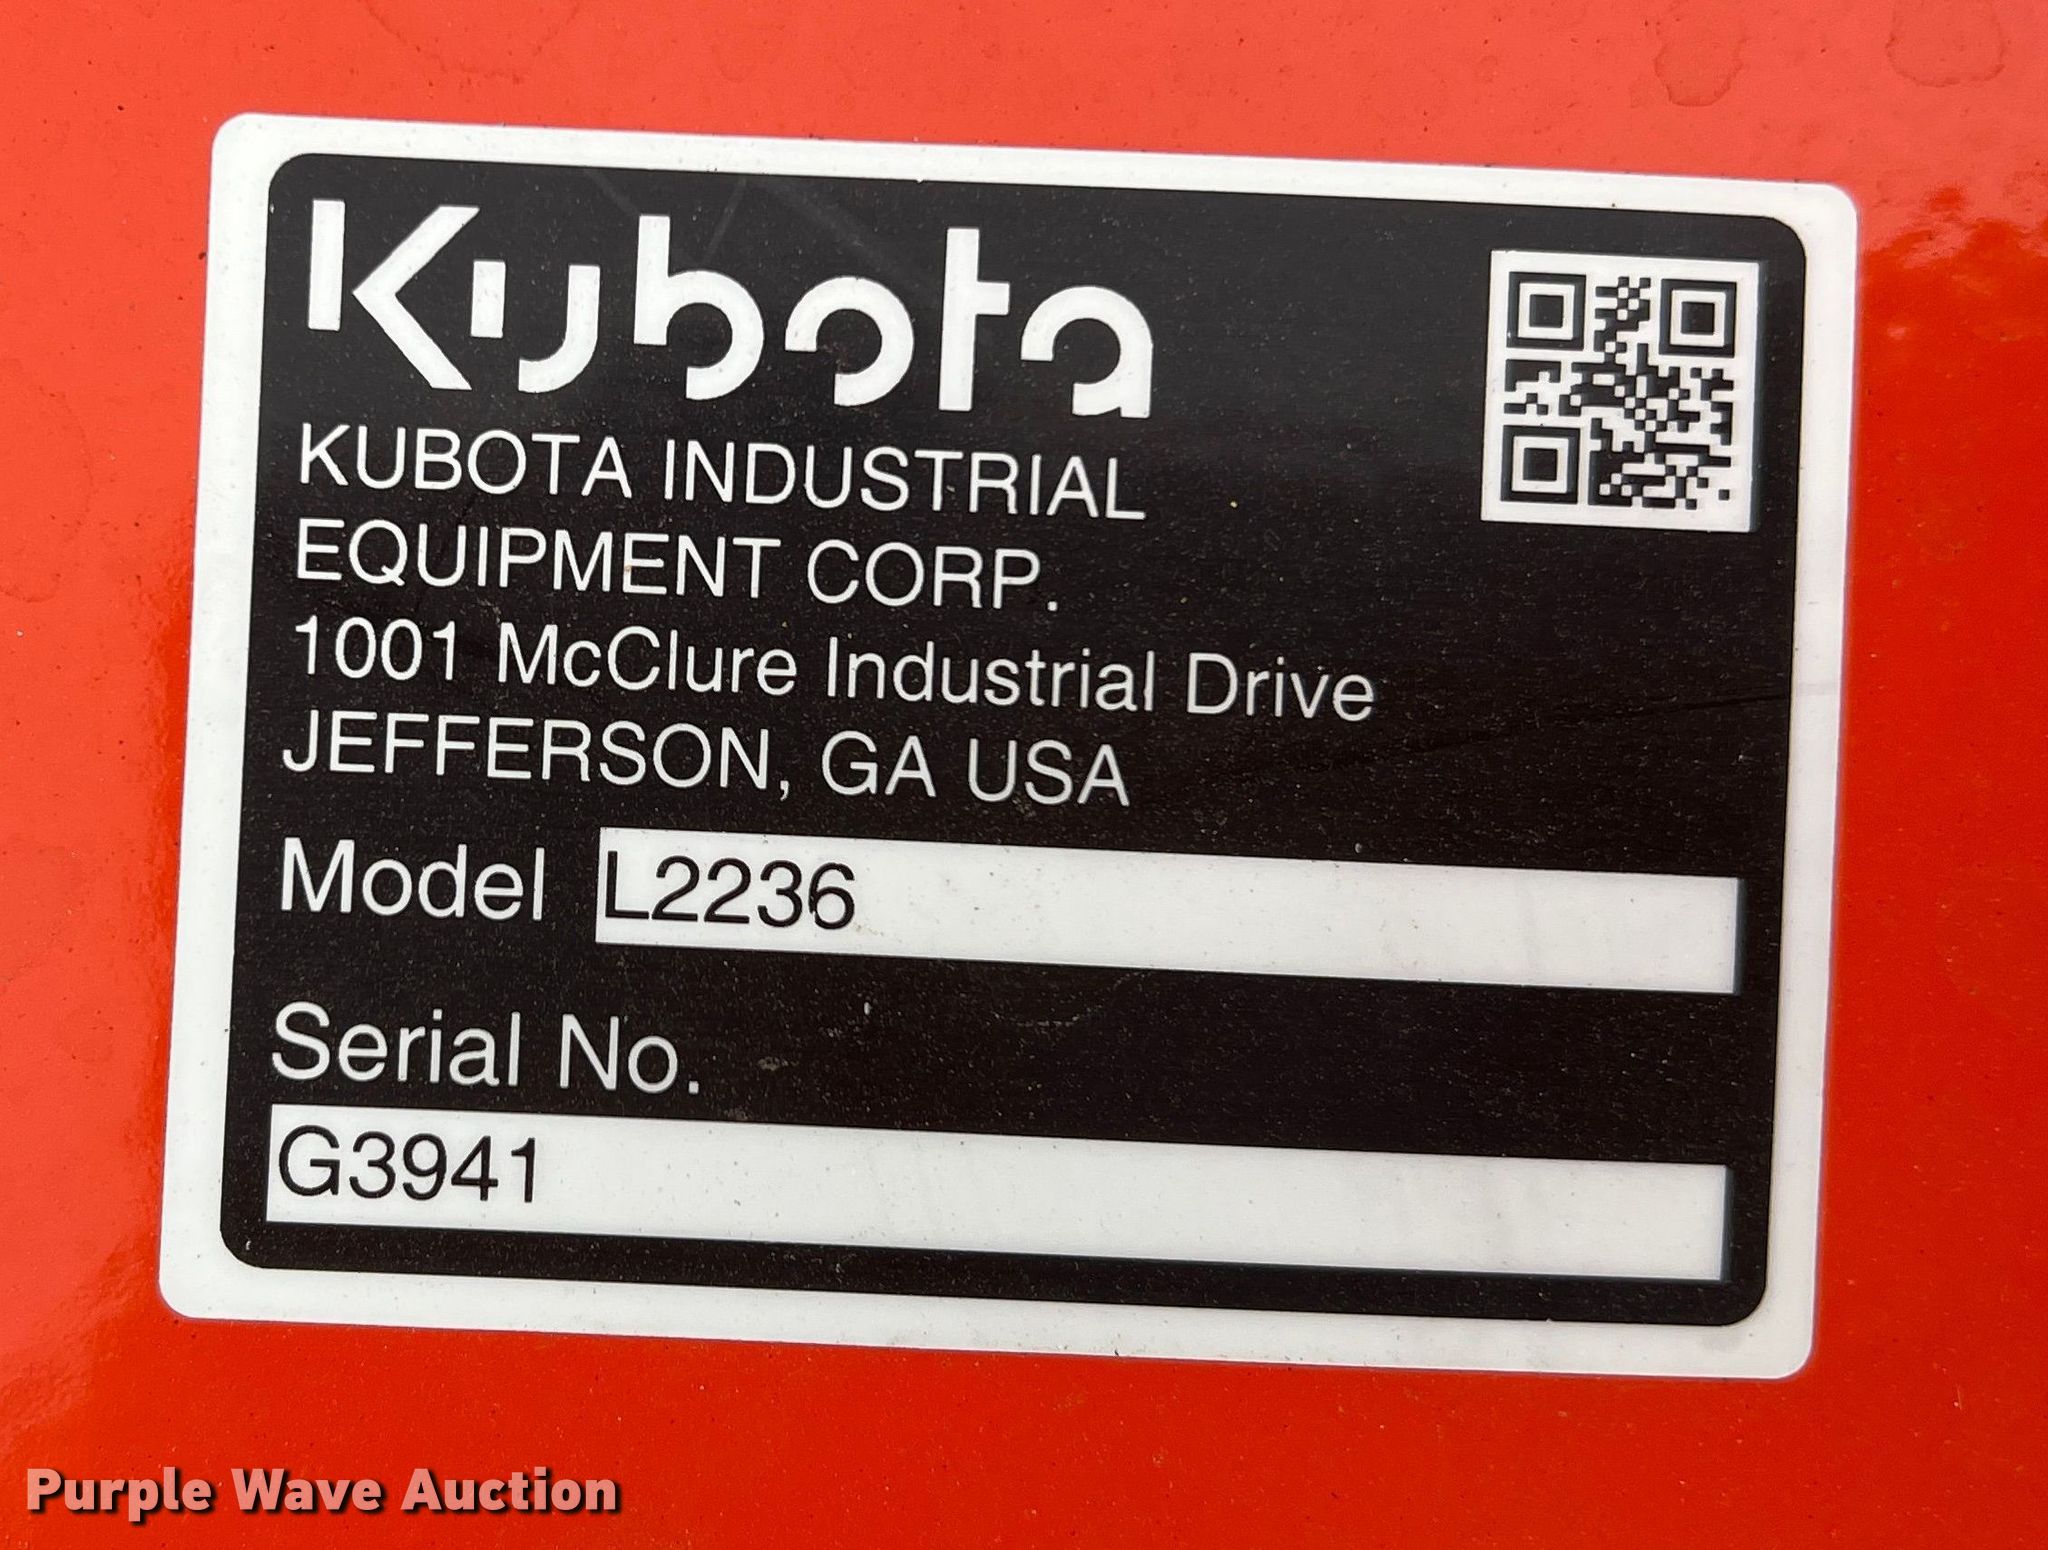 Kubota
KUBOTA INDUSTRIAL
EQUIPMENT CORP.
1001 McClure Industrial Drive
JEFFERSON, GA USA
Model L2236
Serial No.
G3941
Purple Wave Auction